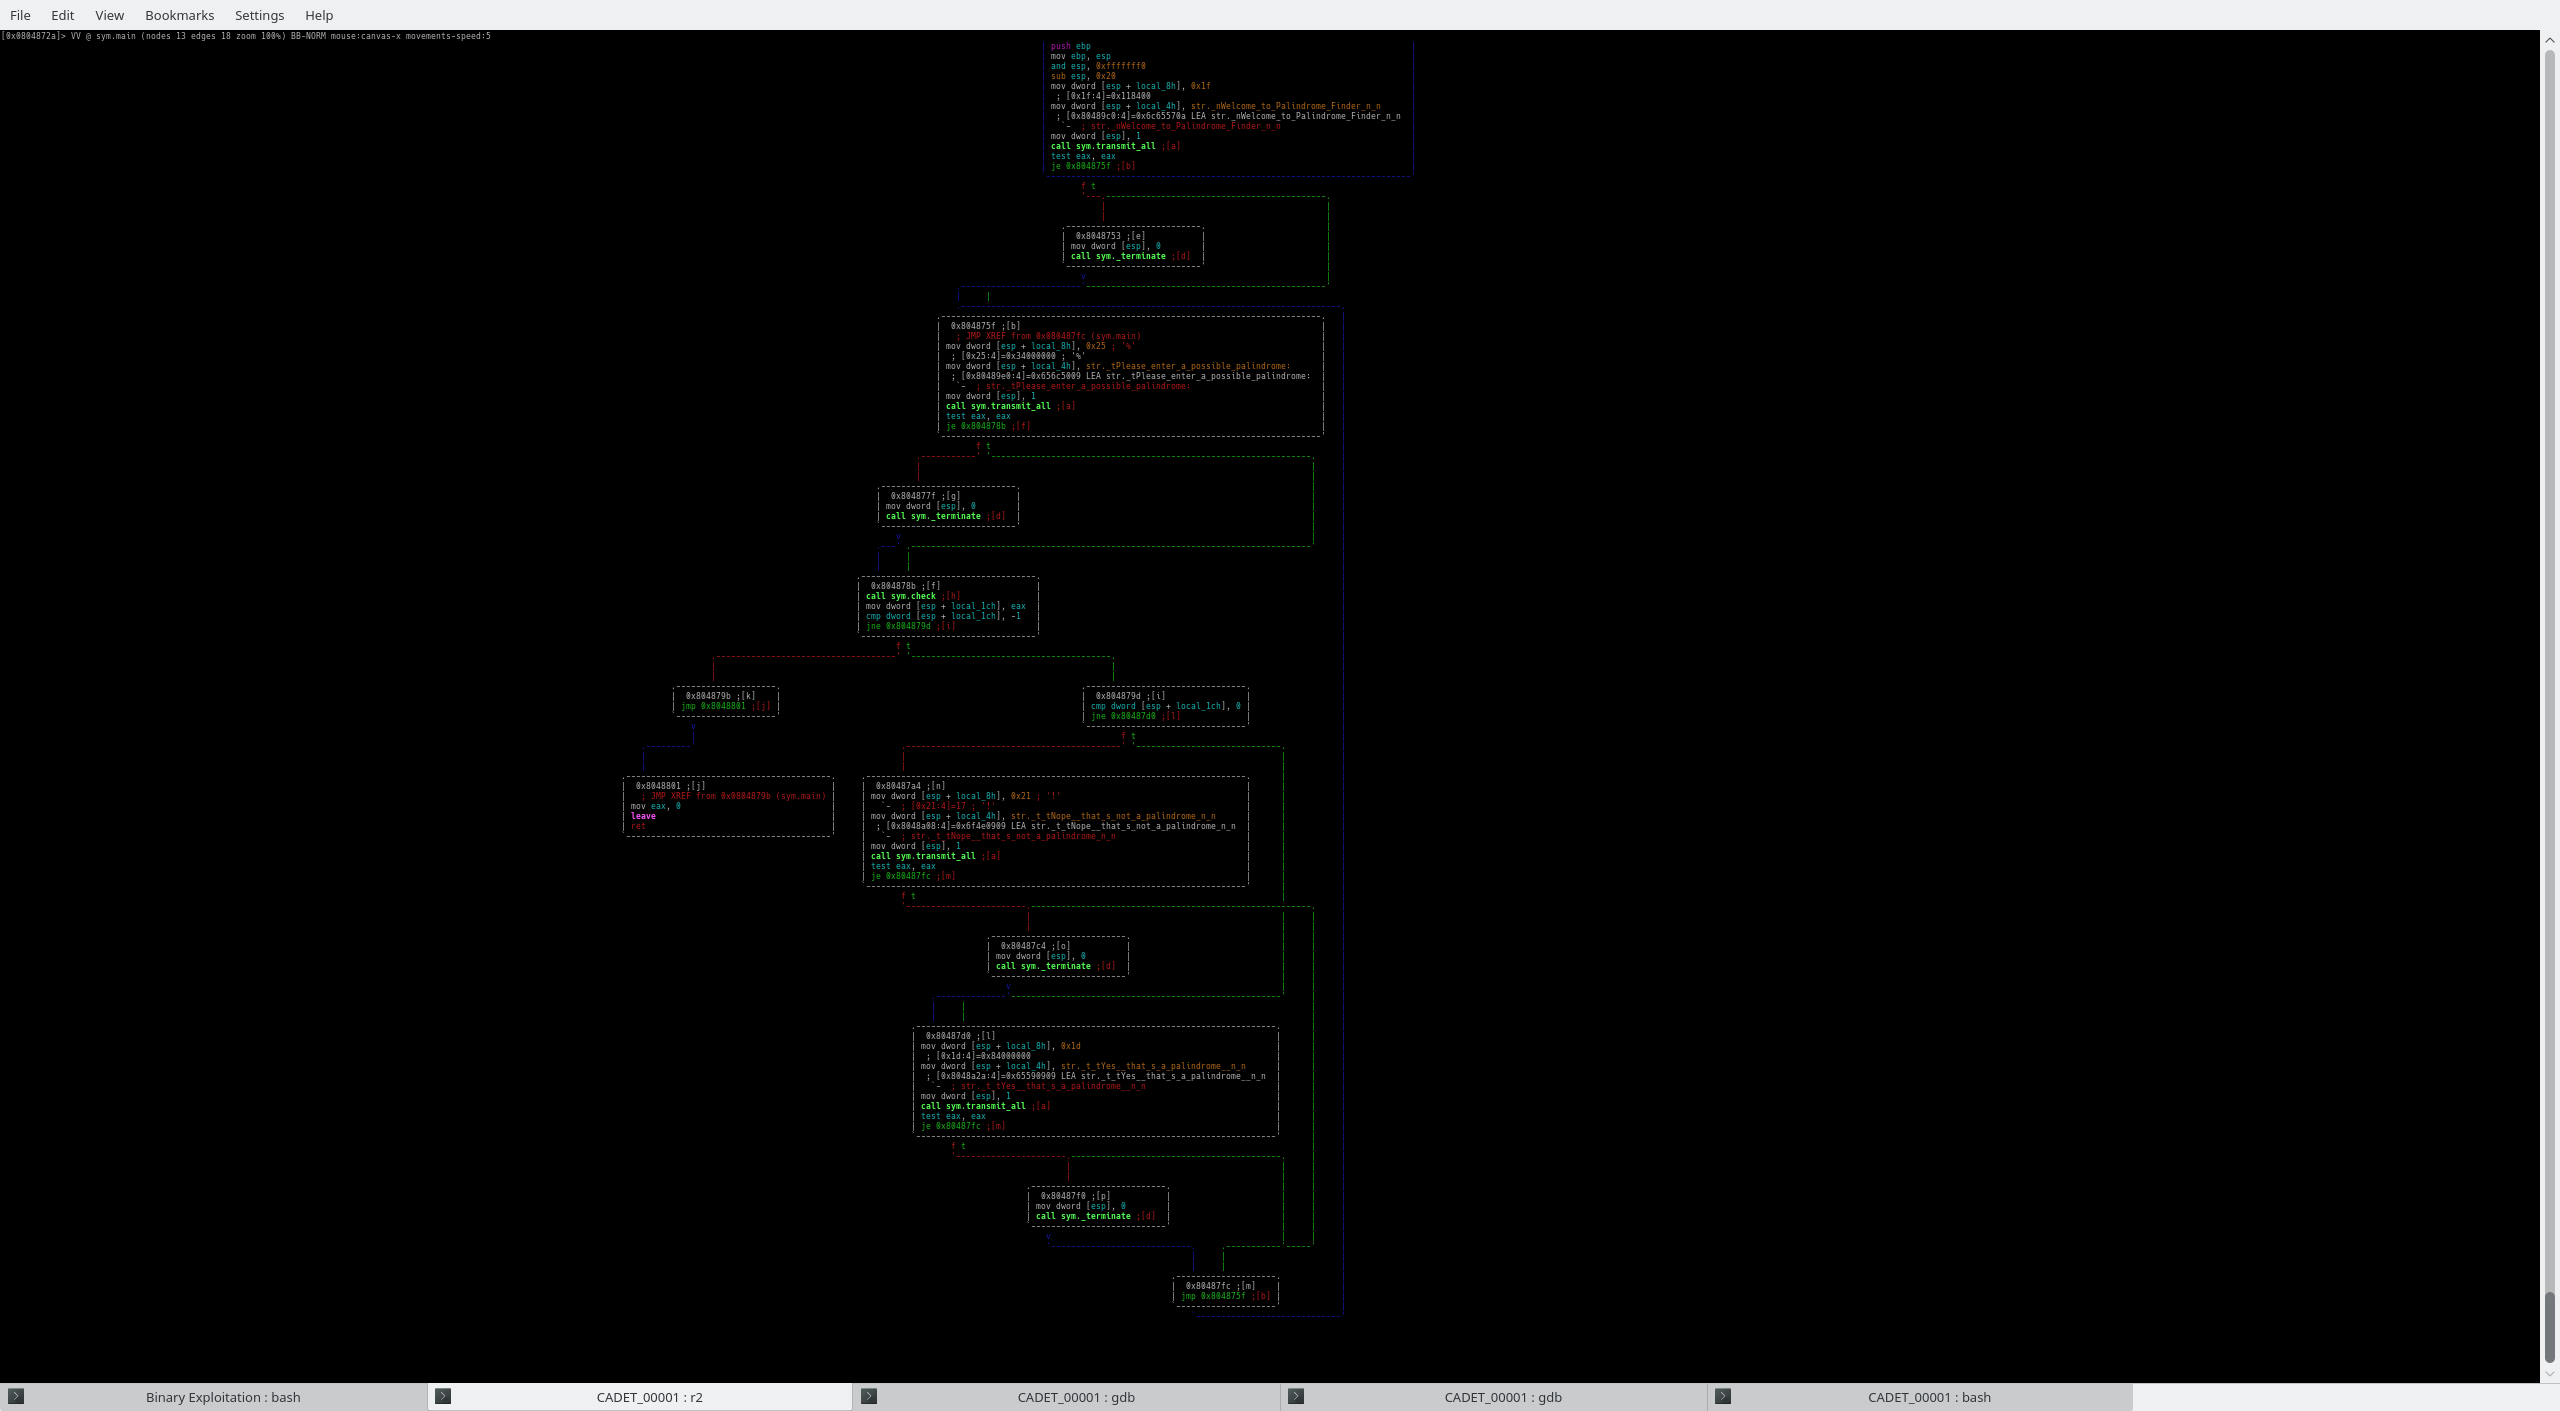 File Edit View Bookmarks Settings Help
[0x0804872a]> VV @ sym.main (nodes 13 edges 18 zoom 100%) BB-NORM mouse:canvas-x movements-speed:5
push ebp
mov ebp, esp
and esp, 0xfffffff0
sub esp, 0x20
mov dword [esp + local_8h], 0x1f
; [0x1f:4]=0x118400
mov dword [esp + local_4h], str._nWelcome_to_Palindrome_Finder_n_n
; [0x80489c0:4]=0x6c65570a LEA str._nWelcome_to_Palindrome_Finder_n_n
`- ; str._nWelcome_to_Palindrome_Finder_n_n
mov dword [esp], 1
call sym.transmit_all ;[a]
test eax, eax
je 0x804875f ;[b]
f t
0x8048753 ;[e]
mov dword [esp], 0
call sym._terminate ;[d]
v
0x804875f ;[b]
; JMP XREF from 0x080487fc (sym.main)
mov dword [esp + local_8h], 0x25 ; '%'
; [0x25:4]=0x34000000 ; '%'
mov dword [esp + local_4h], str._tPlease_enter_a_possible_palindrome:
; [0x80489e0:4]=0x656c5009 LEA str._tPlease_enter_a_possible_palindrome:
`- ; str._tPlease_enter_a_possible_palindrome:
mov dword [esp], 1
call sym.transmit_all ;[a]
test eax, eax
je 0x804878b ;[f]
f t
0x804877f ;[g]
mov dword [esp], 0
call sym._terminate ;[d]
v
0x804878b ;[f]
call sym.check ;[h]
mov dword [esp + local_1ch], eax
cmp dword [esp + local_1ch], -1
jne 0x804879d ;[i]
f t
0x804879b ;[k]
jmp 0x8048801 ;[j]
v
0x804879d ;[i]
cmp dword [esp + local_1ch], 0
jne 0x80487d0 ;[l]
f t
0x8048801 ;[j]
; JMP XREF from 0x0804879b (sym.main)
mov eax, 0
leave
ret
0x80487a4 ;[n]
mov dword [esp + local_8h], 0x21 ; '!'
`- ; [0x21:4]=17 ; '!'
mov dword [esp + local_4h], str._t_tNope__that_s_not_a_palindrome_n_n
; [0x8048a08:4]=0x6f4e0909 LEA str._t_tNope__that_s_not_a_palindrome_n_n
`- ; str._t_tNope__that_s_not_a_palindrome_n_n
mov dword [esp], 1
call sym.transmit_all ;[a]
test eax, eax
je 0x80487fc ;[m]
f t
0x80487c4 ;[o]
mov dword [esp], 0
call sym._terminate ;[d]
v
0x80487d0 ;[l]
mov dword [esp + local_8h], 0x1d
; [0x1d:4]=0x84000000
mov dword [esp + local_4h], str._t_tYes__that_s_a_palindrome__n_n
; [0x8048a2a:4]=0x65590909 LEA str._t_tYes__that_s_a_palindrome__n_n
`- ; str._t_tYes__that_s_a_palindrome__n_n
mov dword [esp], 1
call sym.transmit_all ;[a]
test eax, eax
je 0x80487fc ;[m]
f t
0x80487f0 ;[p]
mov dword [esp], 0
call sym._terminate ;[d]
v
0x80487fc ;[m]
jmp 0x804875f ;[b]
Binary Exploitation : bash CADET_00001 : r2 CADET_00001 : gdb CADET_00001 : gdb CADET_00001 : bash